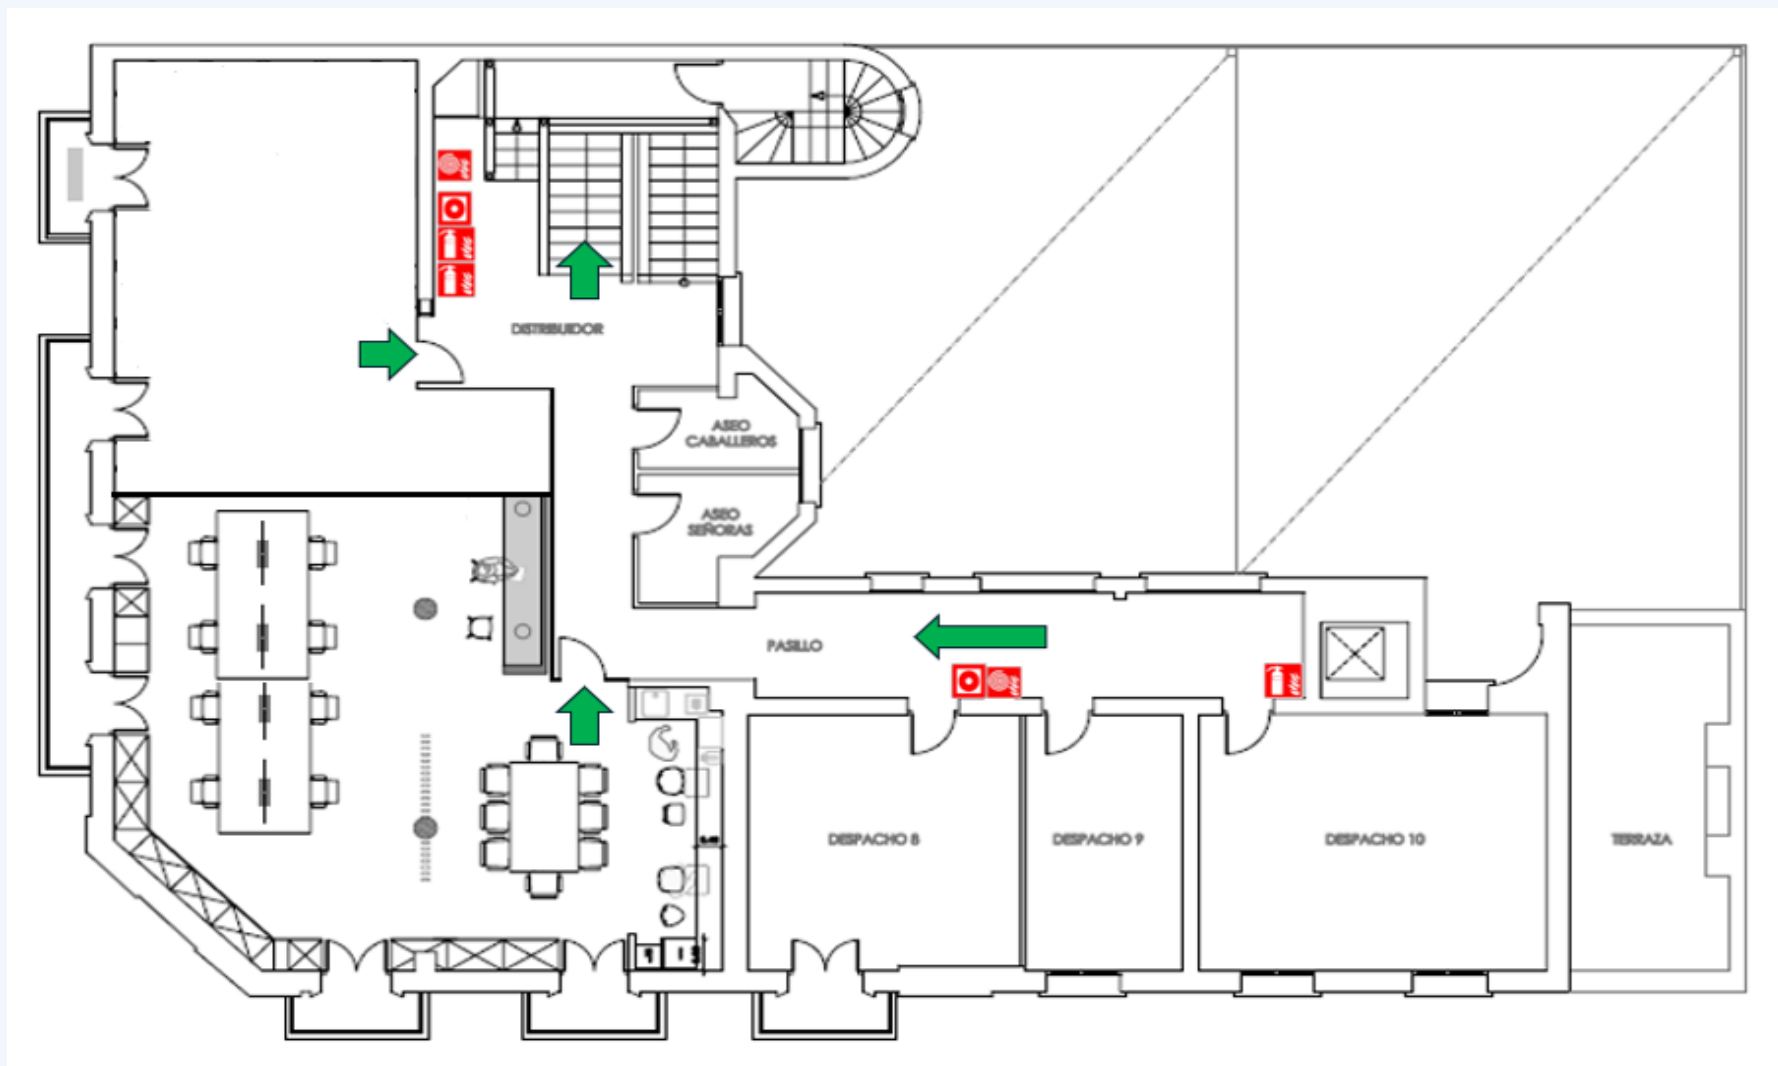 DISTRIBUIDOR
ASEO
CABALLEROS
ASEO
SEÑORAS
PASILLO
DESPACHO 8
DESPACHO 9
DESPACHO 10
TERRAZA